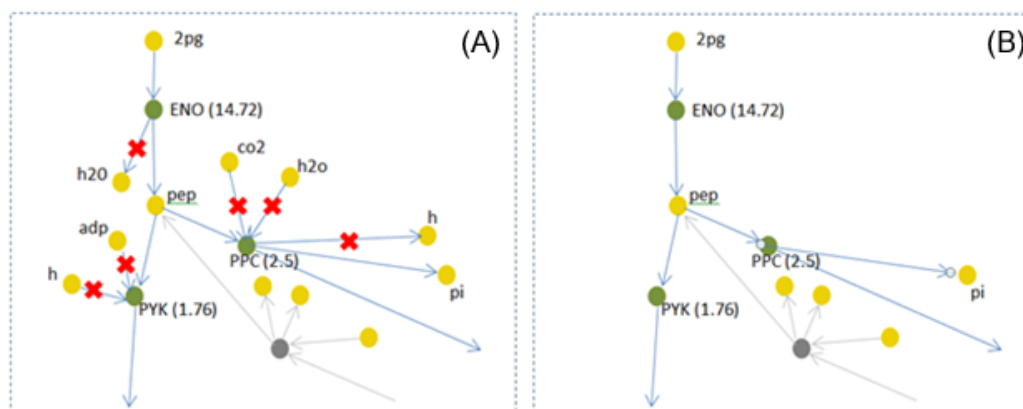 (A)
2pg
ENO (14.72)
co2
h20
h2o
pep
adp
h
h
PPC (2.5)
pi
PYK (1.76)
(B)
2pg
ENO (14.72)
pep
PPC (2.5)
pi
PYK (1.76)